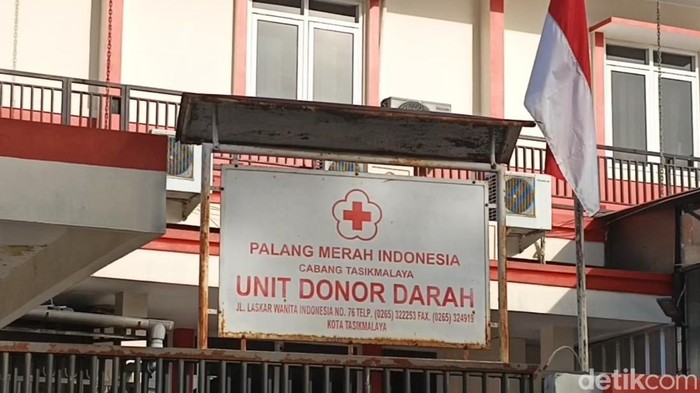 PALANG MERAH INDONESIA
CABANG TASIKMALAYA
UNIT DONOR DARAH
JL. LASKAR WANITA INDONESIA NO. 76 TELP. (0265) 322253 FAX. (0265) 324919
KOTA TASIKMALAYA
detikcom